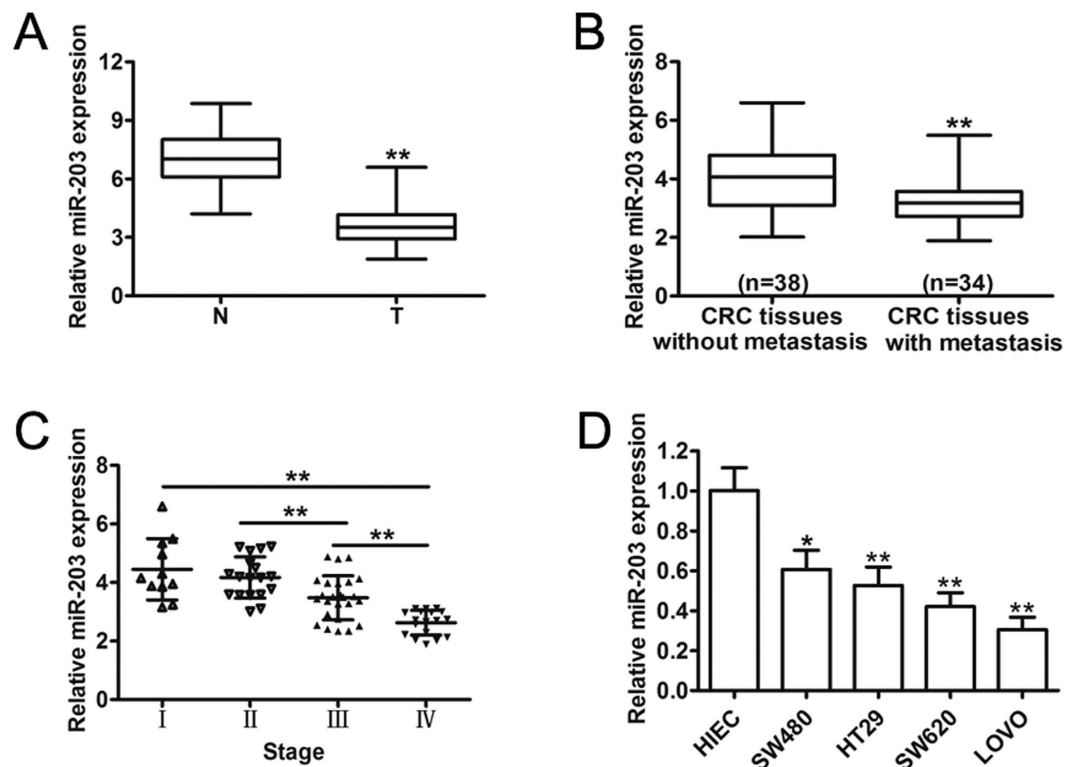 A
Relative miR-203 expression
12
9
6
3
0
**
N
T
B
Relative miR-203 expression
8
6
4
2
0
**
(n=38)
(n=34)
CRC tissues
without metastasis
CRC tissues
with metastasis
C
Relative miR-203 expression
8
6
4
2
0
**
**
**
I
II
III
IV
Stage
D
Relative miR-203 expression
1.2
1.0
0.8
0.6
0.4
0.2
0.0
*
**
**
**
HIEC
SW480
HT29
SW620
LOVO